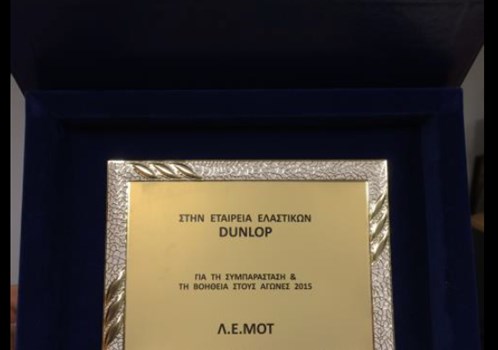 ΣΤΗΝ ΕΤΑΙΡΕΙΑ ΕΛΑΣΤΙΚΩΝ
DUNLOP
ΓΙΑ ΤΗ ΣΥΜΠΑΡΑΣΤΑΣΗ &
ΤΗ ΒΟΗΘΕΙΑ ΣΤΟΥΣ ΑΓΩΝΕΣ 2015
Λ.Ε.ΜΟΤ